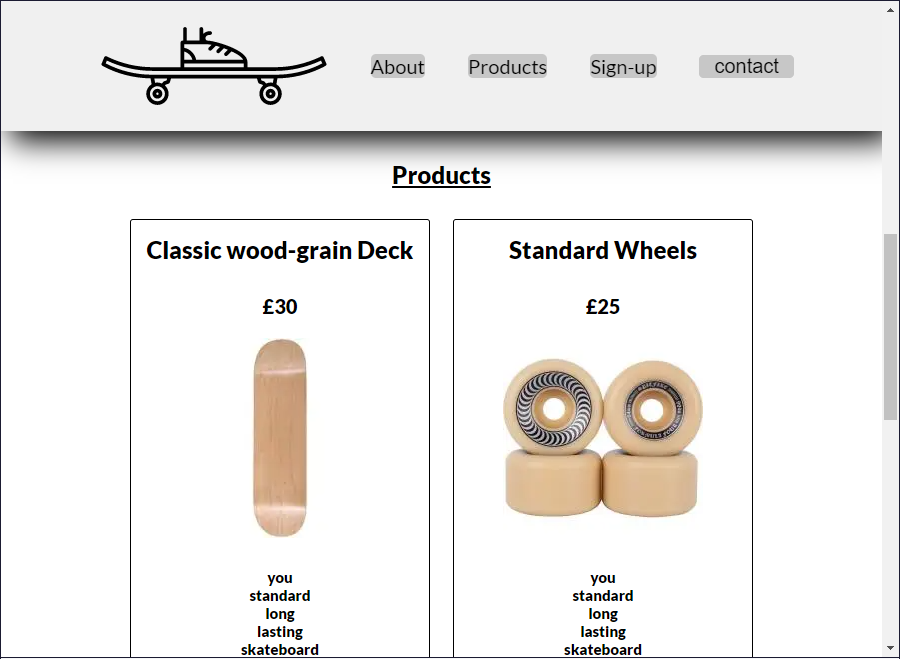 About Products Sign-up contact
Products
Classic wood-grain Deck
£30
you
standard
long
lasting
skateboard
Standard Wheels
£25
you
standard
long
lasting
skateboard